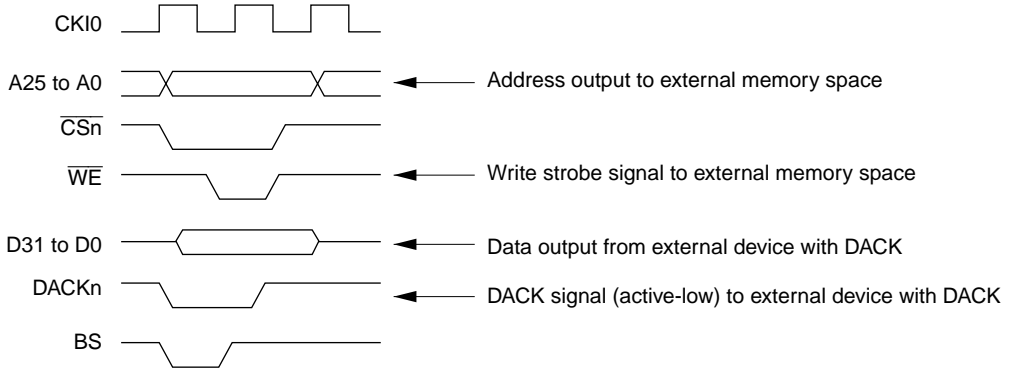 CKI0
A25 to A0 Address output to external memory space
CSn
WE Write strobe signal to external memory space
D31 to D0 Data output from external device with DACK
DACKn DACK signal (active-low) to external device with DACK
BS